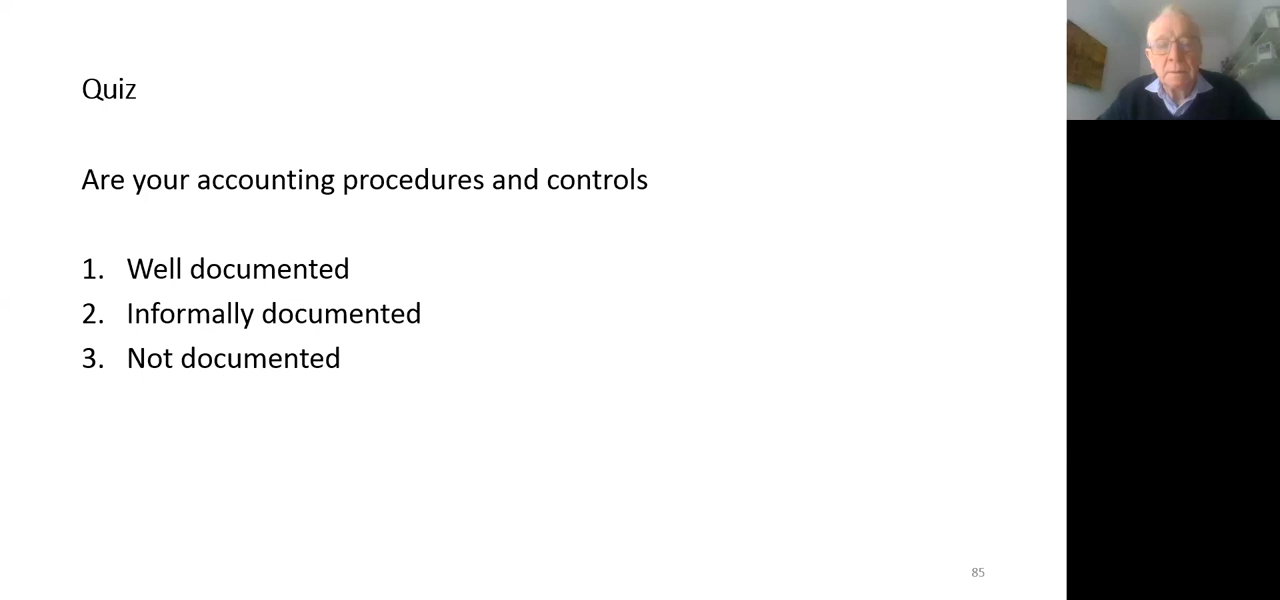 Quiz
Are your accounting procedures and controls
1. Well documented
2. Informally documented
3. Not documented
85